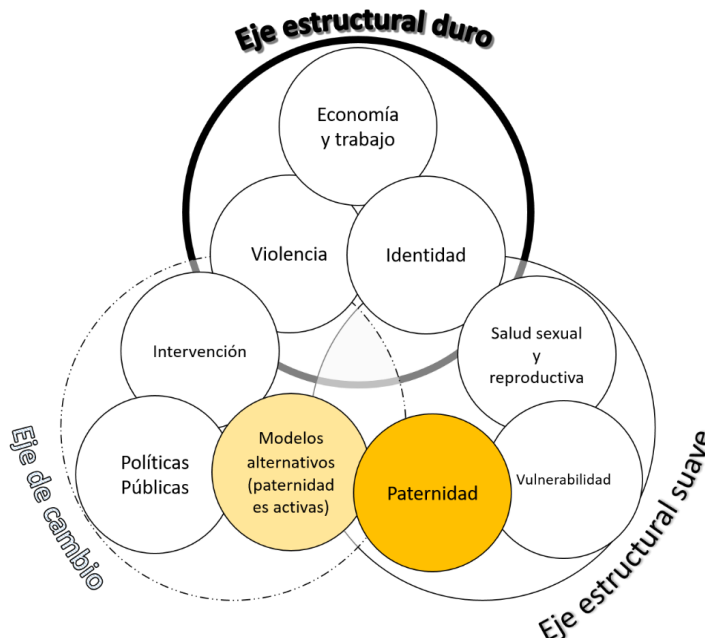 Eje estructural duro
Economía
y trabajo
Violencia
Identidad
Intervención
Salud sexual
y
reproductiva
Políticas
Públicas
Modelos
alternativos
(paternidad
es activas)
Paternidad
Vulnerabilidad
Eje de cambio
Eje estructural suave